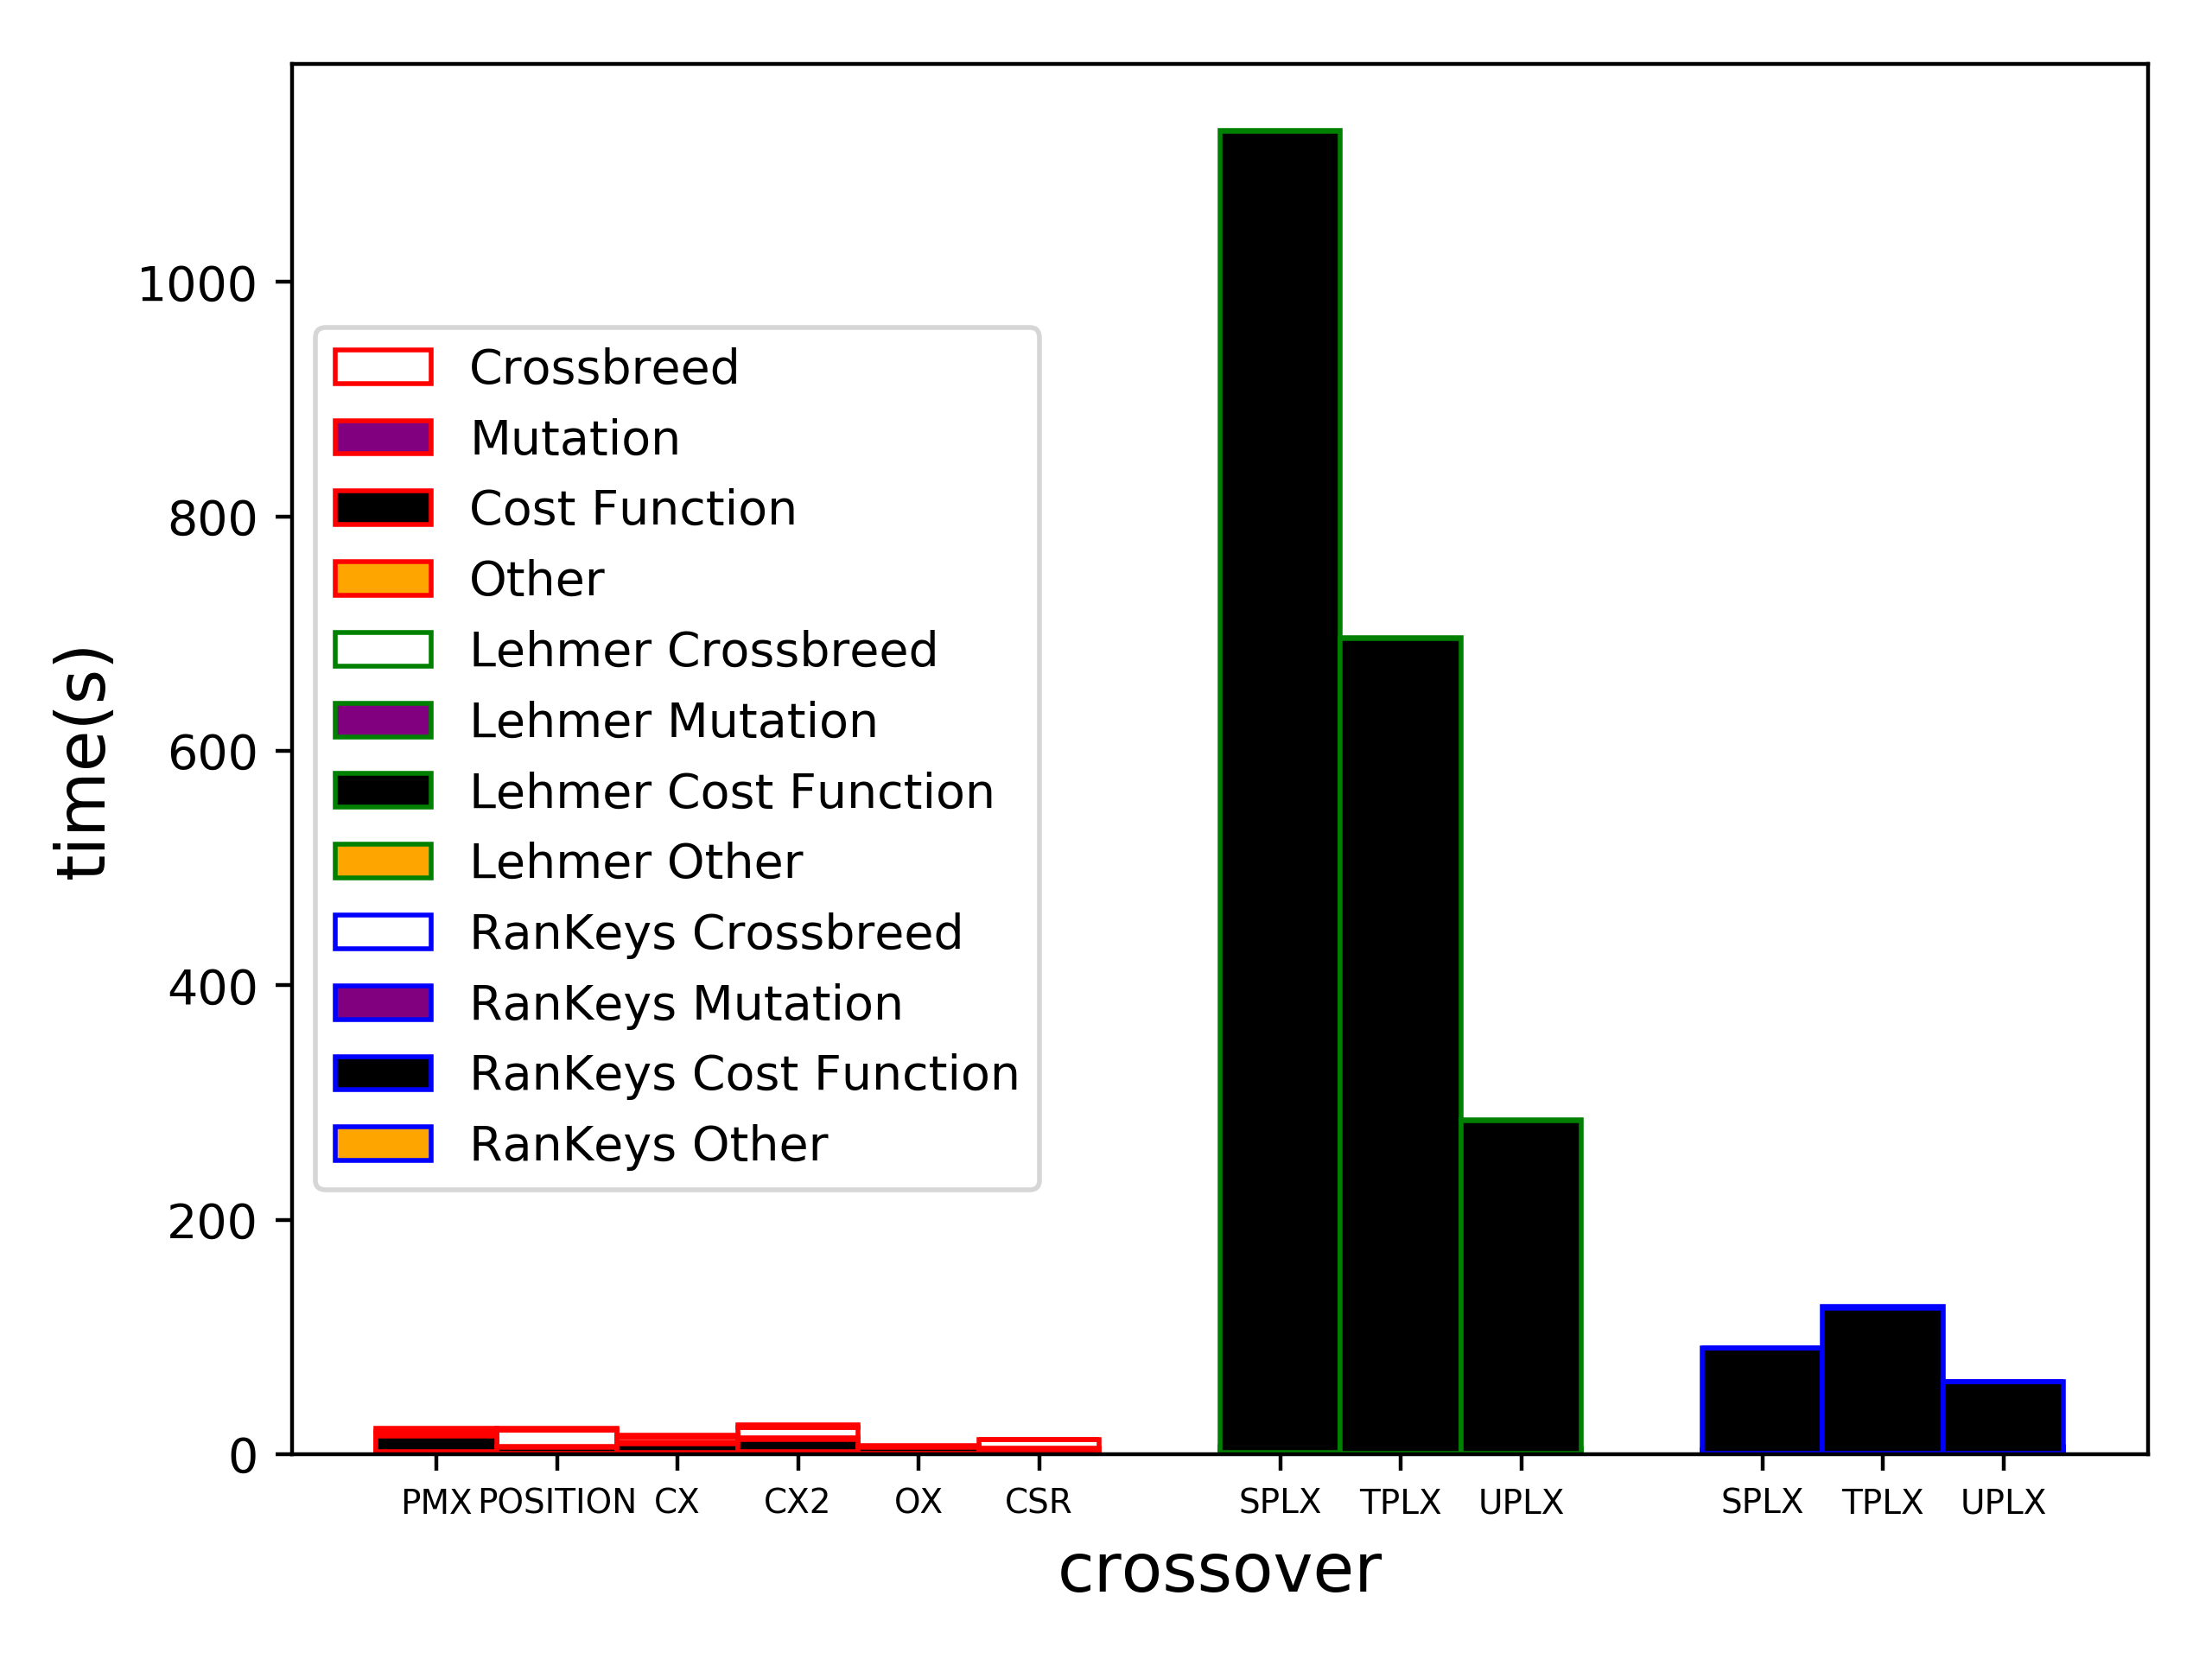 1000
800
600
400
200
0
time(s)
Crossbreed
Mutation
Cost Function
Other
Lehmer Crossbreed
Lehmer Mutation
Lehmer Cost Function
Lehmer Other
RanKeys Crossbreed
RanKeys Mutation
RanKeys Cost Function
RanKeys Other
PMX POSITION CX CX2 OX CSR SPLX TPLX UPLX SPLX TPLX UPLX
crossover